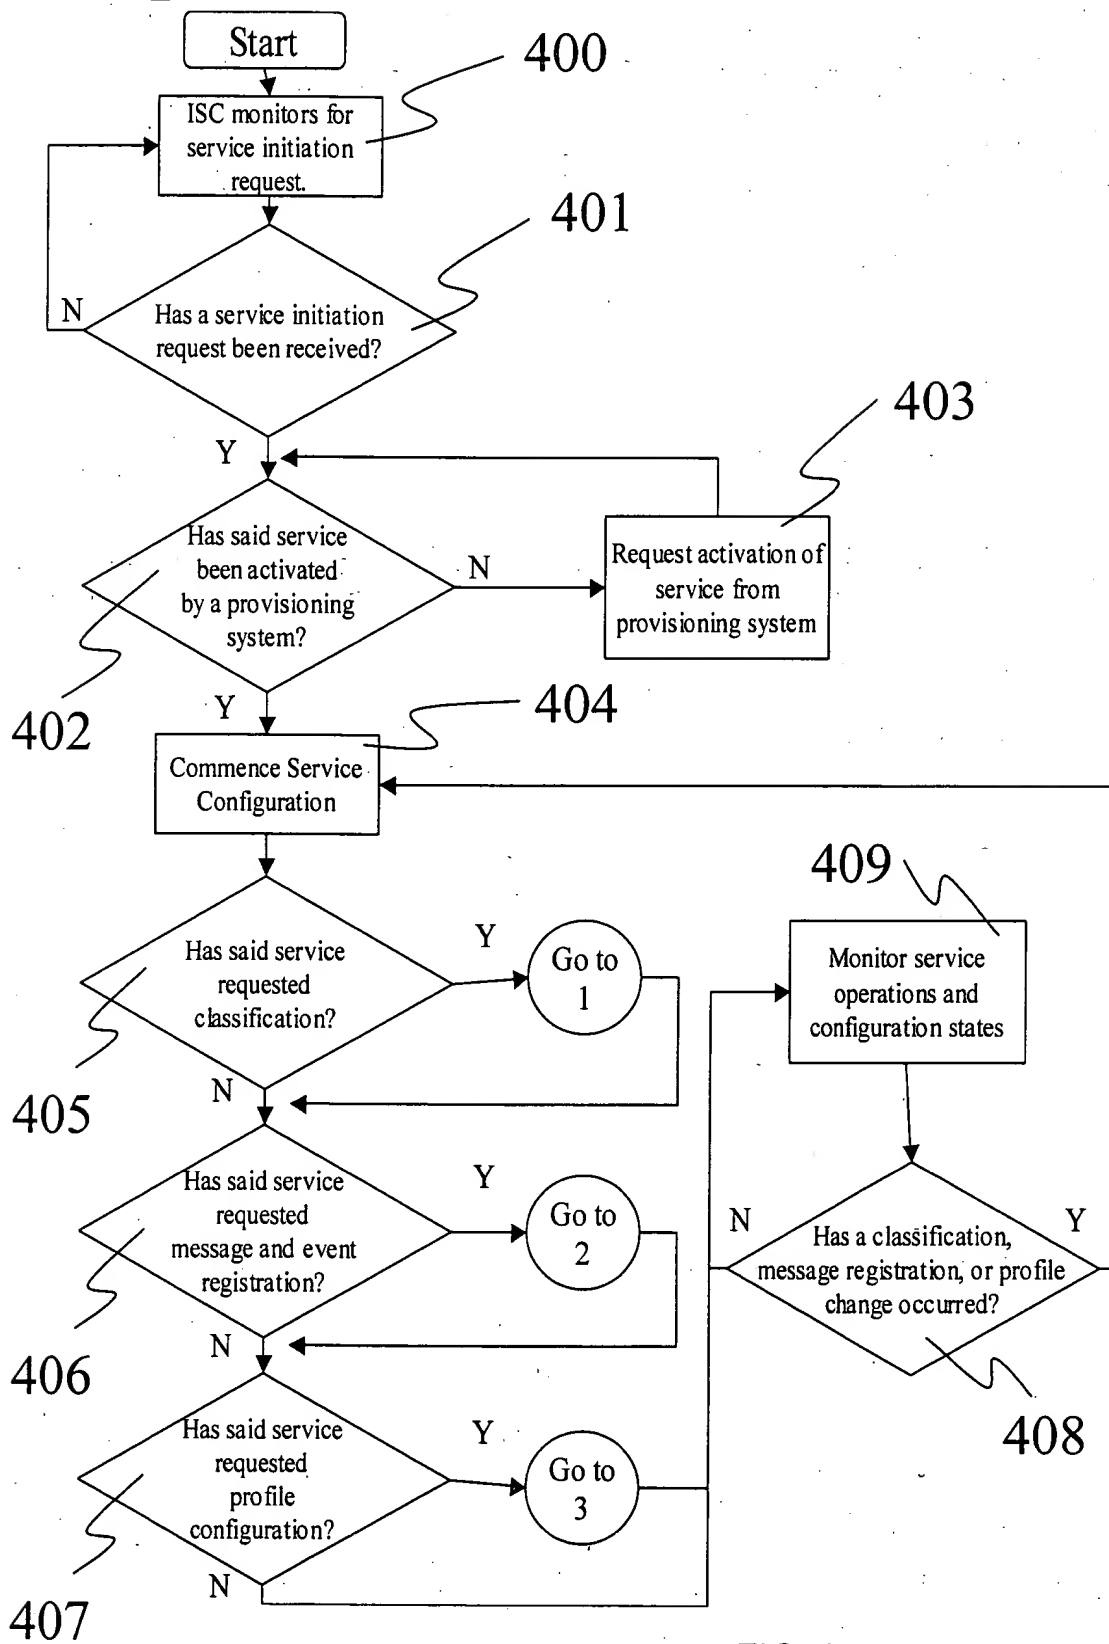 Start
400
ISC monitors for
service initiation
request.
401
N
Has a service initiation
request been received?
403
Y
Has said service
been activated
by a provisioning
system?
N
Request activation of
service from
provisioning system
402
Y
404
Commence Service
Configuration
409
Has said service
requested
classification?
Y
Go to
1
Monitor service
operations and
configuration states
405
N
Has said service
requested
message and event
registration?
Y
Go to
2
N
Y
Has a classification,
message registration, or profile
change occurred?
406
N
408
Has said service
requested
profile
configuration?
Y
Go to
3
407
N